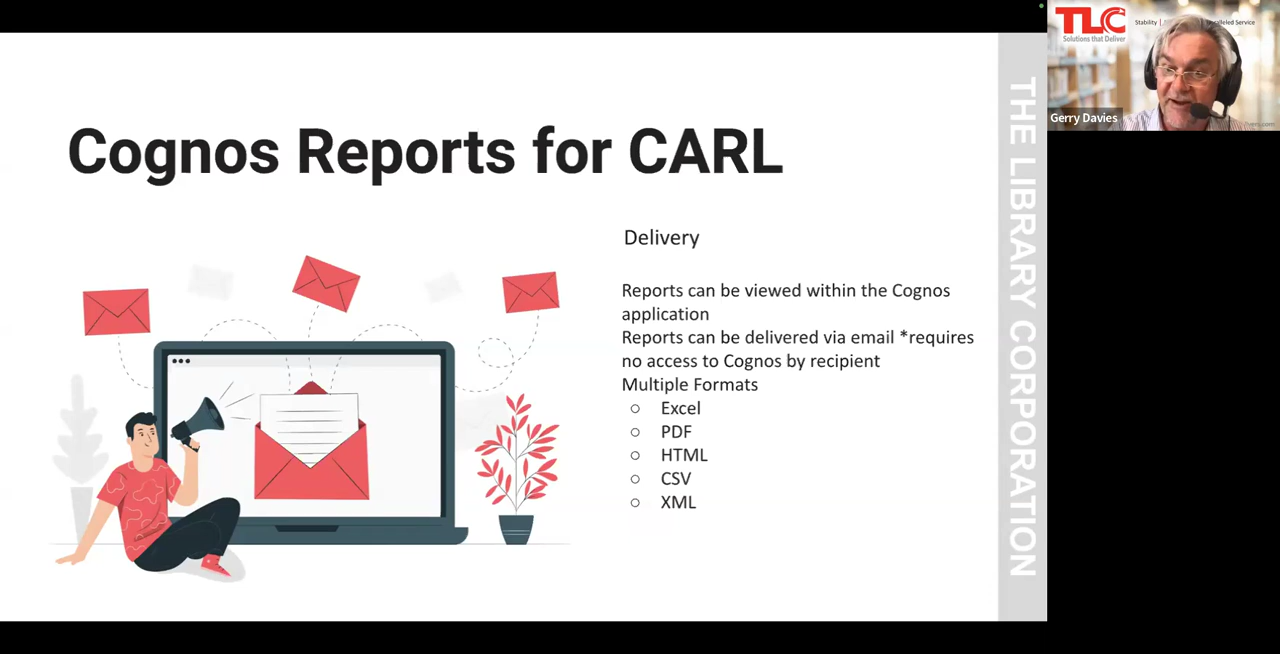 Cognos Reports for CARL
Delivery
Reports can be viewed within the Cognos
application
Reports can be delivered via email *requires
no access to Cognos by recipient
Multiple Formats
○ Excel
○ PDF
○ HTML
○ CSV
○ XML
THE LIBRARY CORPORATION
TLC
Solutions that Deliver
Stability |
Service
Gerry Davies